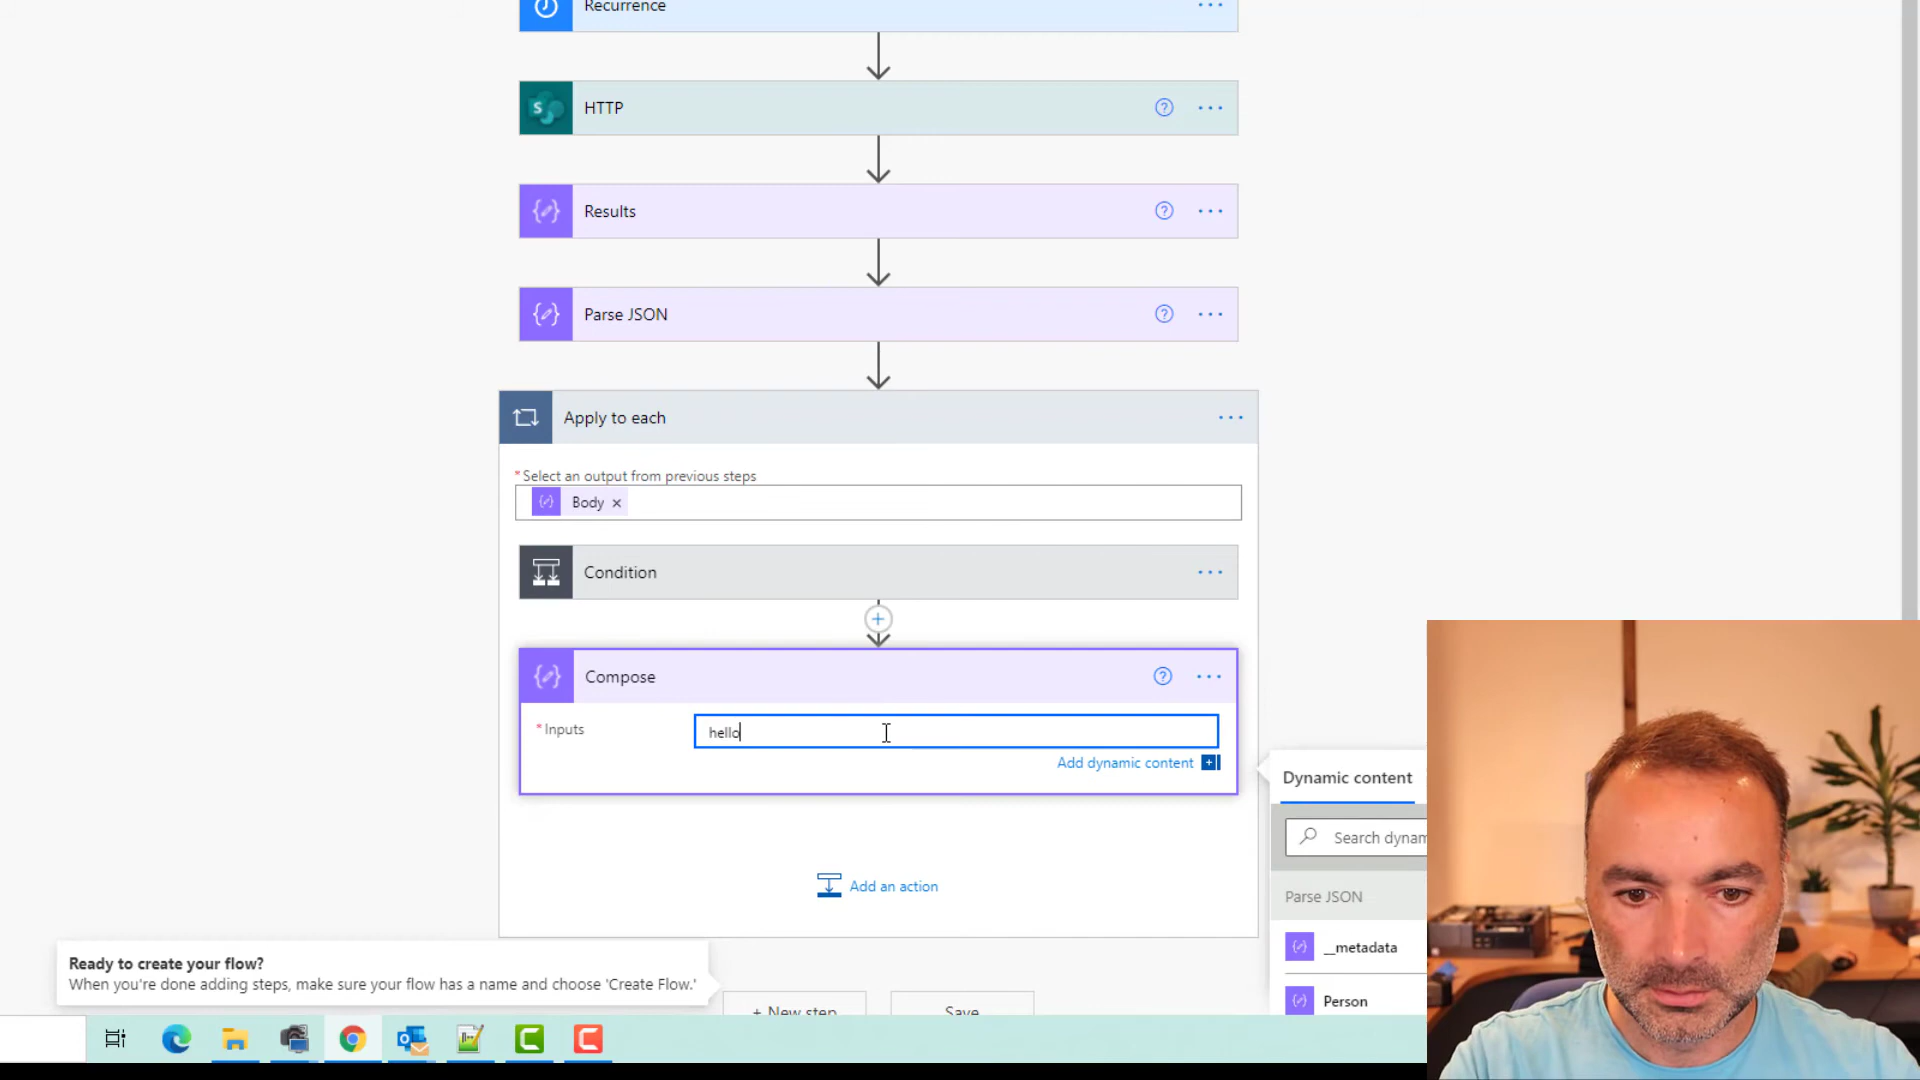 Recurrence
HTTP
Results
Parse JSON
Apply to each
*Select an output from previous steps
Body
Condition
Compose
*Inputs
hello
Add dynamic content
Dynamic content
Search dynam
Add an action
Parse JSON
__metadata
Person
Ready to create your flow?
When you're done adding steps, make sure your flow has a name and choose 'Create Flow.'
+ New step
Save